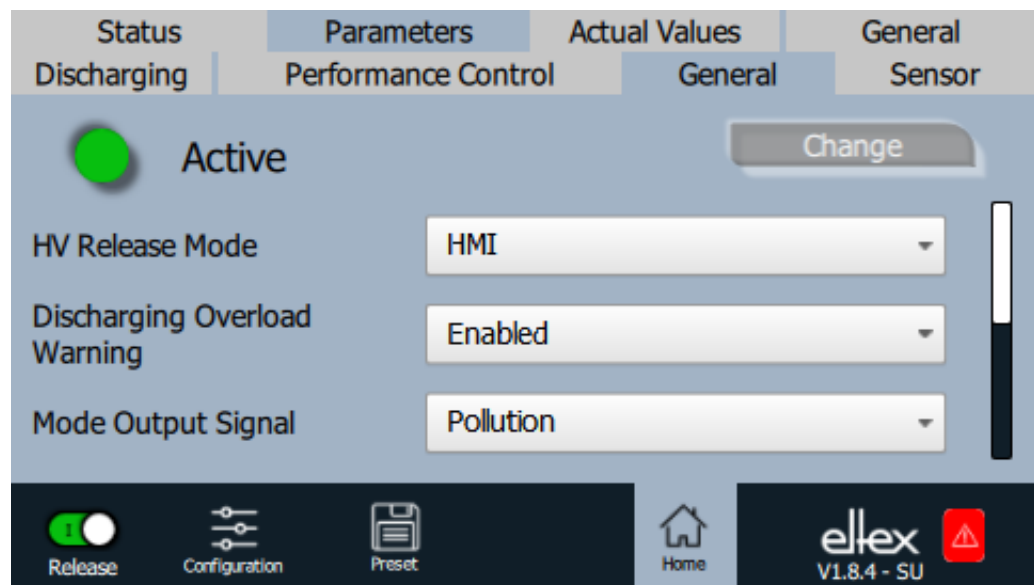 Status Parameters Actual Values General
Discharging Performance Control General Sensor
Active Change
HV Release Mode HMI
Discharging Overload
Warning
Enabled
Mode Output Signal Pollution
I
Release Configuration Preset Home
eltex
V1.8.4 - SU